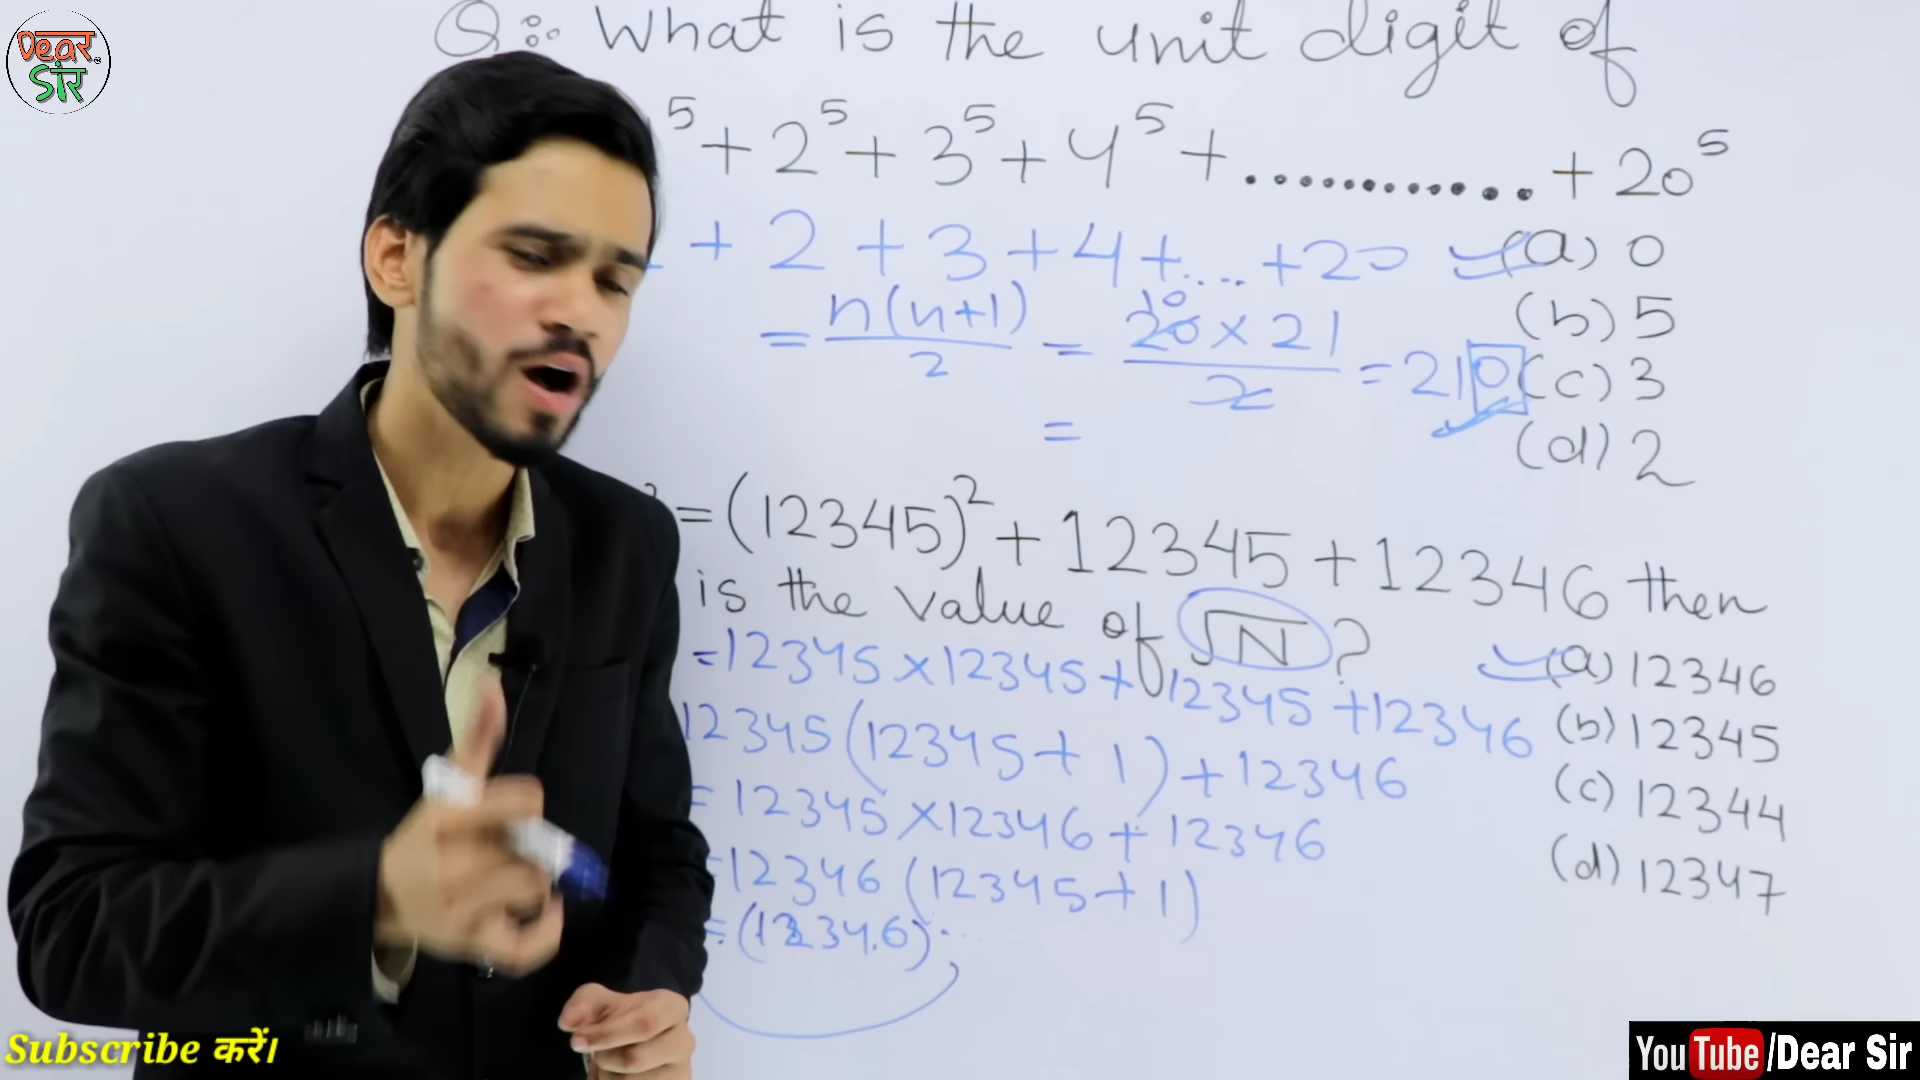 Dear
Sir
Q:- What is the unit digit of
5 + 2^5 + 3^5 + 4^5 + .............. + 20^5
+ 2 + 3 + 4 + .... + 20
(a) 0
= n(n+1)/2 = 20 × 21/2 = 210
10
(b) 5
(c) 3
=
(d) 2
= (12345)^2 + 12345 + 12346 then
is the value of √N ?
= 12345 × 12345 + 12345 + 12346
(a) 12346
12345 (12345 + 1) + 12346
(b) 12345
= 12345 × 12346 + 12346
(c) 12344
= 12346 (12345 + 1)
(d) 12347
= (12346)
Subscribe करें।
YouTube /Dear Sir